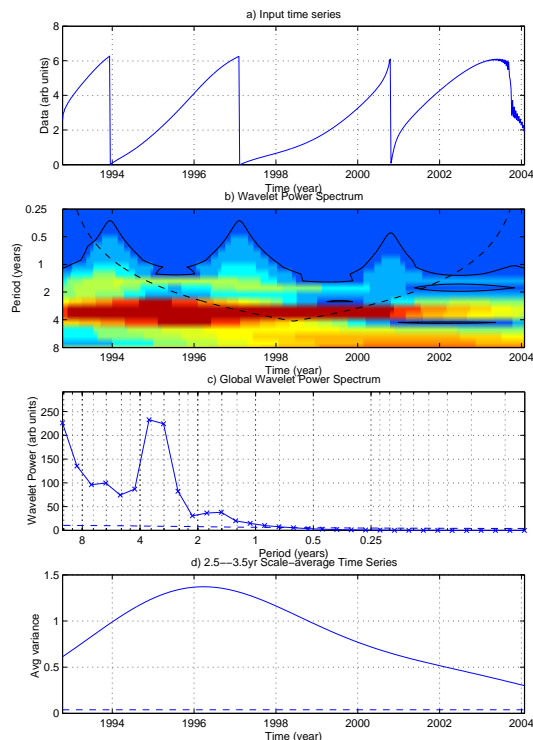 a) Input time series
Data (arb units)
8
6
4
2
0
1994 1996 1998 2000 2002 2004
Time (year)
b) Wavelet Power Spectrum
Period (years)
0.25
0.5
1
2
4
8
1994 1996 1998 2000 2002 2004
Time (year)
c) Global Wavelet Power Spectrum
Wavelet Power (arb units)
250
200
150
100
50
0
8 4 2 1 0.5 0.25
Period (years)
d) 2.5−−3.5yr Scale−average Time Series
Avg variance
1.5
1
0.5
0
1994 1996 1998 2000 2002 2004
Time (year)